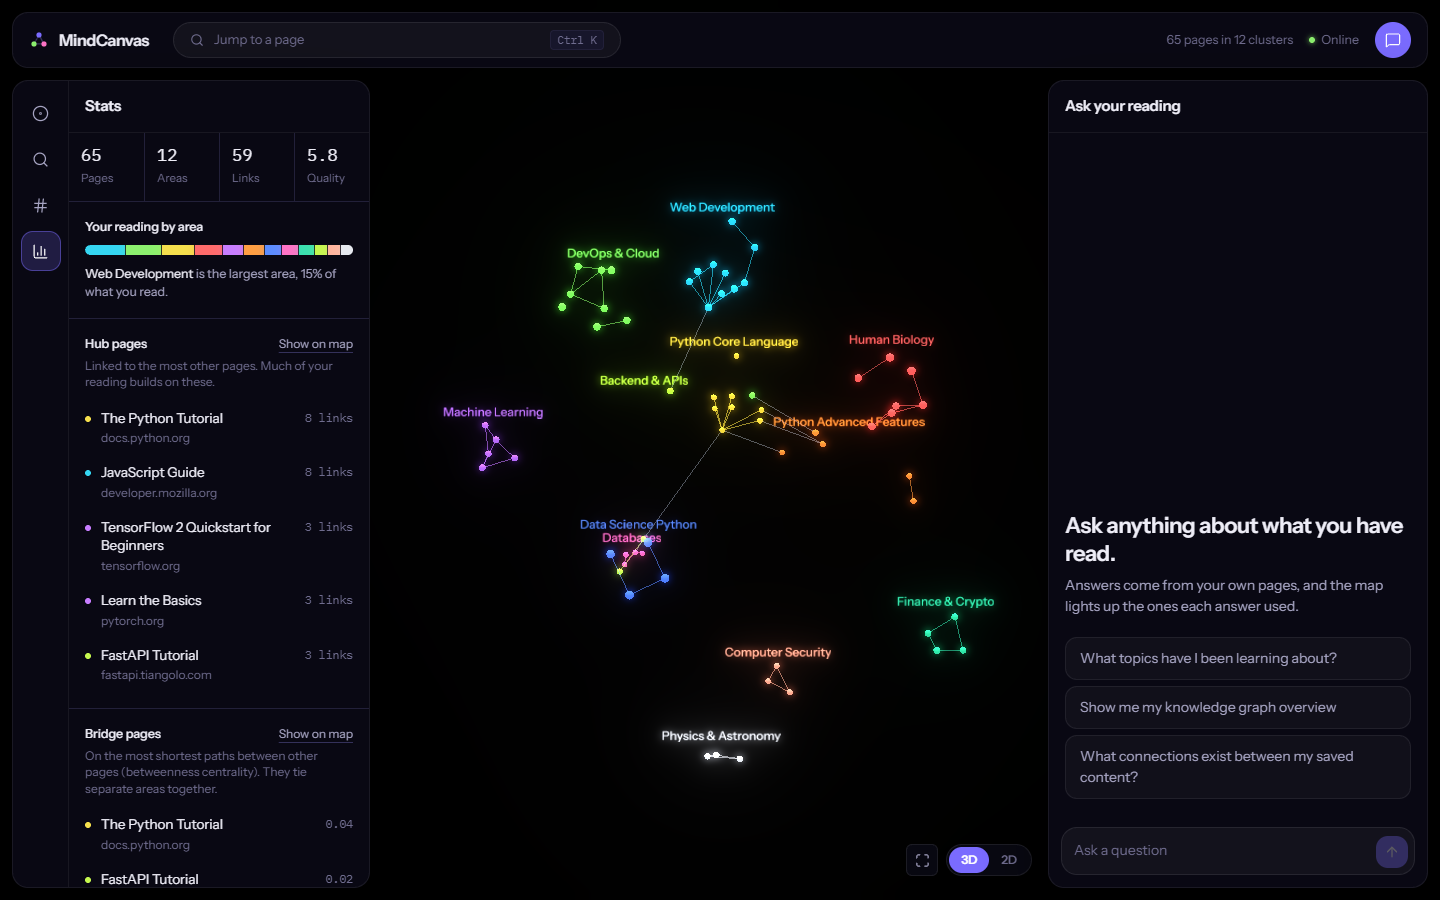 MindCanvas
Jump to a page
Ctrl K
65 pages in 12 clusters
Online
Stats
65
Pages
12
Areas
59
Links
5.8
Quality
Your reading by area
Web Development is the largest area, 15% of
what you read.
Hub pages
Show on map
Linked to the most other pages. Much of your
reading builds on these.
The Python Tutorial
8 links
docs.python.org
JavaScript Guide
8 links
developer.mozilla.org
TensorFlow 2 Quickstart for
Beginners
3 links
tensorflow.org
Learn the Basics
3 links
pytorch.org
FastAPI Tutorial
3 links
fastapi.tiangolo.com
Bridge pages
Show on map
On the most shortest paths between other
pages (betweenness centrality). They tie
separate areas together.
The Python Tutorial
0.04
docs.python.org
FastAPI Tutorial
0.02
Web Development
DevOps & Cloud
Python Core Language
Human Biology
Backend & APIs
Machine Learning
Python Advanced Features
Data Science Python
Databases
Finance & Crypto
Computer Security
Physics & Astronomy
3D
2D
Ask your reading
Ask anything about what you have
read.
Answers come from your own pages, and the map
lights up the ones each answer used.
What topics have I been learning about?
Show me my knowledge graph overview
What connections exist between my saved
content?
Ask a question